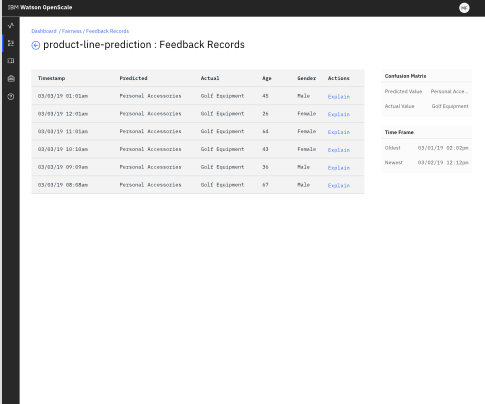 IBM Watson OpenScale
MF
Dashboard / Fairness / Feedback Records
product-line-prediction : Feedback Records
Timestamp Predicted Actual Age Gender Actions
03/03/19 01:01am Personal Accessories Golf Equipment 45 Male Explain
03/03/19 12:01am Personal Accessories Golf Equipment 26 Female Explain
03/03/19 11:01am Personal Accessories Golf Equipment 64 Female Explain
03/03/19 10:10am Personal Accessories Golf Equipment 43 Female Explain
03/03/19 09:09am Personal Accessories Golf Equipment 36 Male Explain
03/03/19 08:08am Personal Accessories Golf Equipment 67 Male Explain
Confusion Matrix
Predicted Value Personal Acce...
Actual Value Golf Equipment
Time Frame
Oldest 03/01/19 02:02pm
Newest 03/02/19 12:12pm